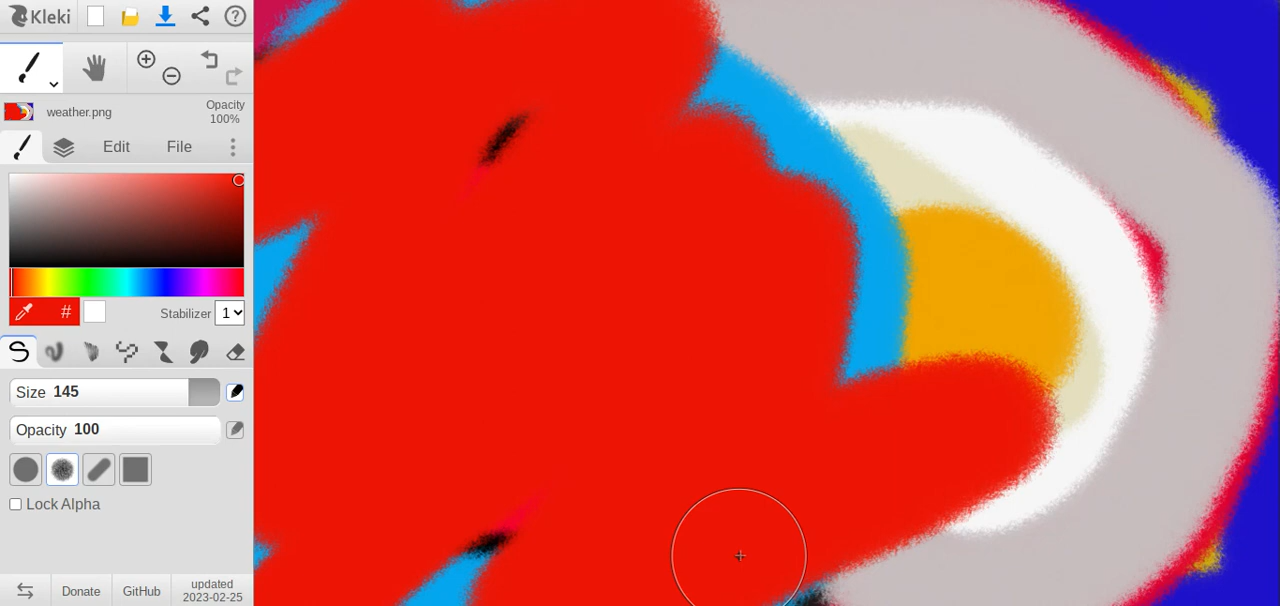 Kleki
weather.png
Opacity
100%
Edit
File
#
Stabilizer 1
Size 145
Opacity 100
Lock Alpha
Donate
GitHub
updated
2023-02-25